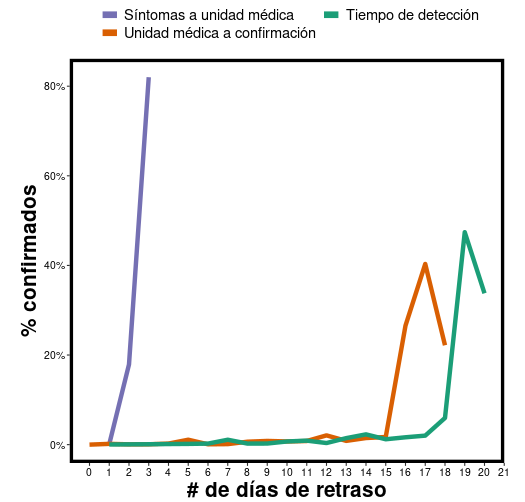 Síntomas a unidad médica Tiempo de detección
Unidad médica a confirmación
80%
60%
40%
20%
0%
% confirmados
0 1 2 3 4 5 6 7 8 9 10 11 12 13 14 15 16 17 18 19 20 21
# de días de retraso